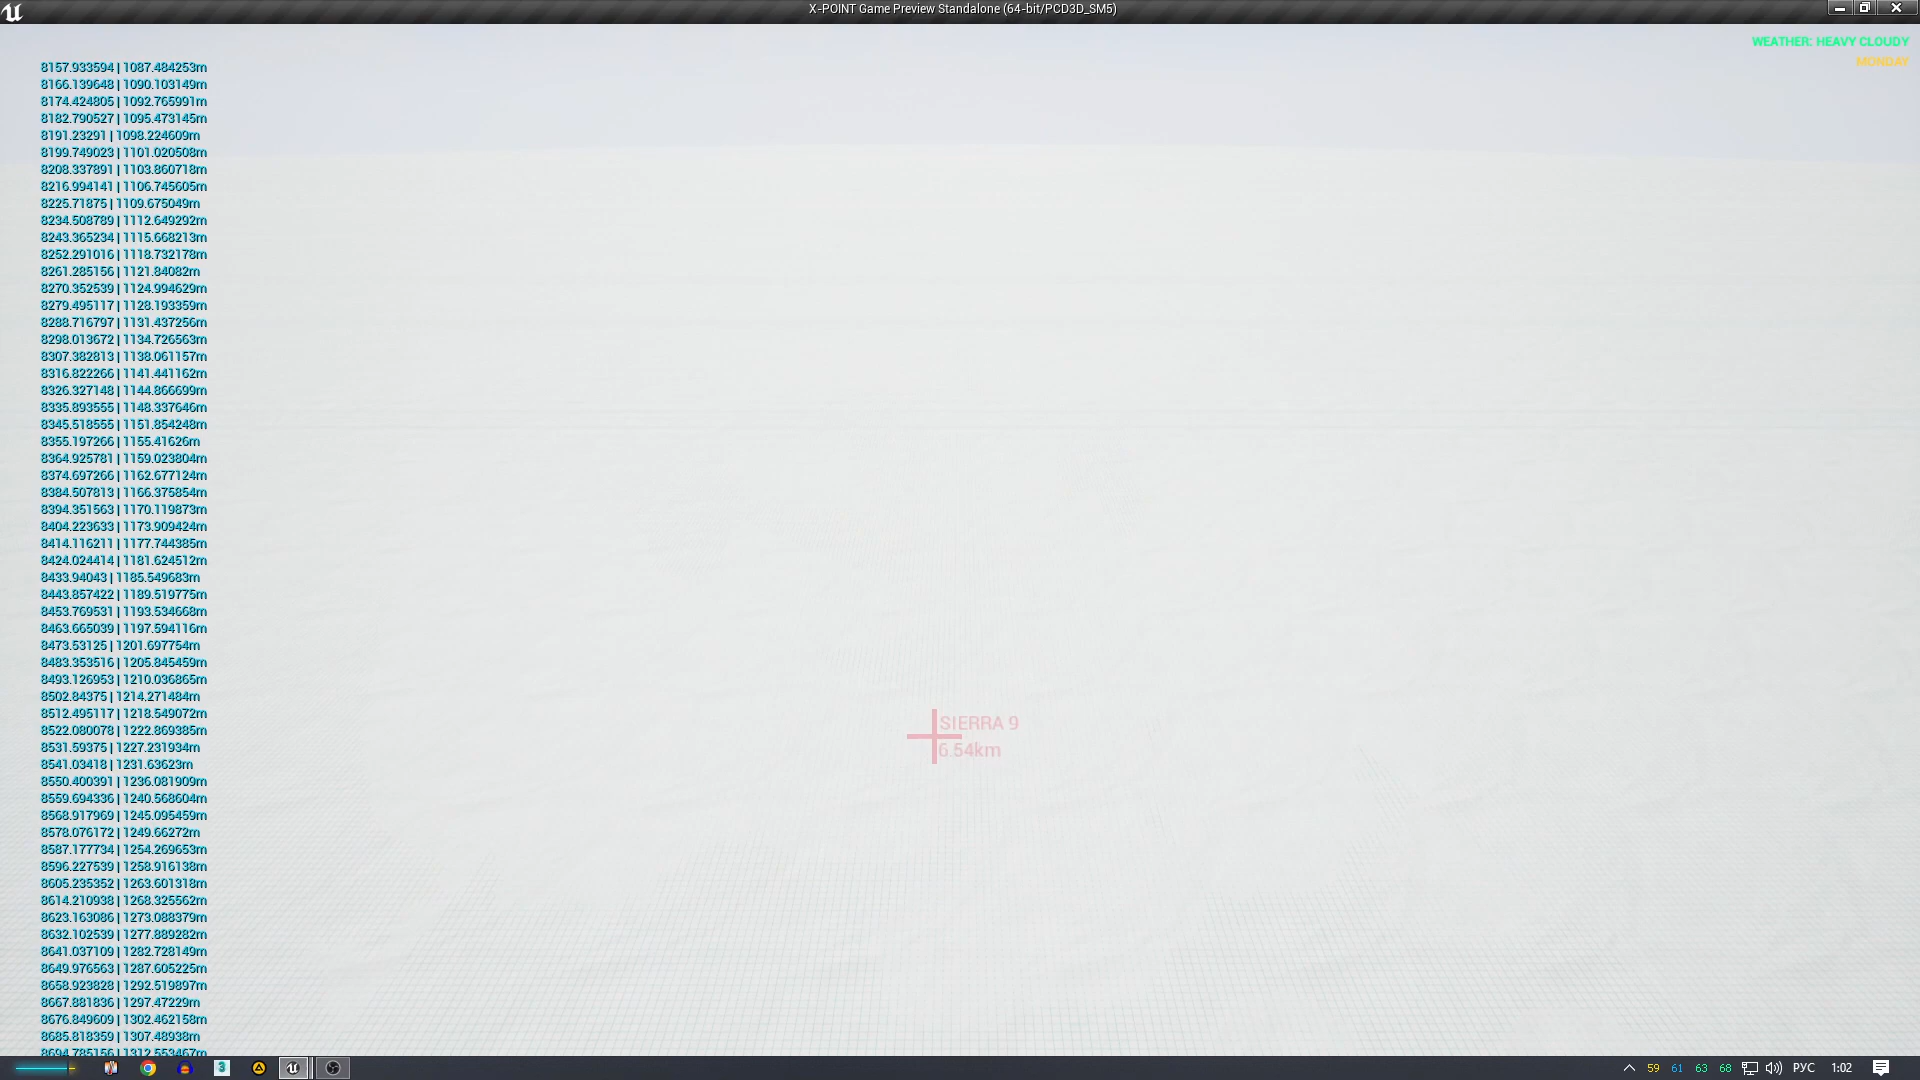 X-POINT Game Preview Standalone (64-bit/PCD3D_SM5)
WEATHER: HEAVY CLOUDY
MONDAY
8157.933594 | 1087.484253m
8166.139648 | 1090.103149m
8174.424805 | 1092.765991m
8182.790527 | 1095.473145m
8191.23291 | 1098.224609m
8199.749023 | 1101.020508m
8208.337891 | 1103.860718m
8216.994141 | 1106.745605m
8225.71875 | 1109.675049m
8234.508789 | 1112.649292m
8243.365234 | 1115.668213m
8252.291016 | 1118.732178m
8261.285156 | 1121.84082m
8270.352539 | 1124.994629m
8279.495117 | 1128.193359m
8288.716797 | 1131.437256m
8298.013672 | 1134.726563m
8307.382813 | 1138.061157m
8316.822266 | 1141.441162m
8326.327148 | 1144.866699m
8335.893555 | 1148.337646m
8345.518555 | 1151.854248m
8355.197266 | 1155.41626m
8364.925781 | 1159.023804m
8374.697266 | 1162.677124m
8384.507813 | 1166.375854m
8394.351563 | 1170.119873m
8404.223633 | 1173.909424m
8414.116211 | 1177.744385m
8424.024414 | 1181.624512m
8433.94043 | 1185.549683m
8443.857422 | 1189.519775m
8453.769531 | 1193.534668m
8463.665039 | 1197.594116m
8473.53125 | 1201.697754m
8483.353516 | 1205.845459m
8493.126953 | 1210.036865m
8502.84375 | 1214.271484m
8512.495117 | 1218.549072m
8522.080078 | 1222.869385m
8531.59375 | 1227.231934m
8541.03418 | 1231.63623m
8550.400391 | 1236.081909m
8559.694336 | 1240.568604m
8568.917969 | 1245.095459m
8578.076172 | 1249.66272m
8587.177734 | 1254.269653m
8596.227539 | 1258.916138m
8605.235352 | 1263.601318m
8614.210938 | 1268.325562m
8623.163086 | 1273.088379m
8632.102539 | 1277.889282m
8641.037109 | 1282.728149m
8649.976563 | 1287.605225m
8658.923828 | 1292.519897m
8667.881836 | 1297.47229m
8676.849609 | 1302.462158m
8685.818359 | 1307.48938m
8694.785156 | 1312.553467m
SIERRA 9
6.54km
3
59 61 63 68 РУС 1:02